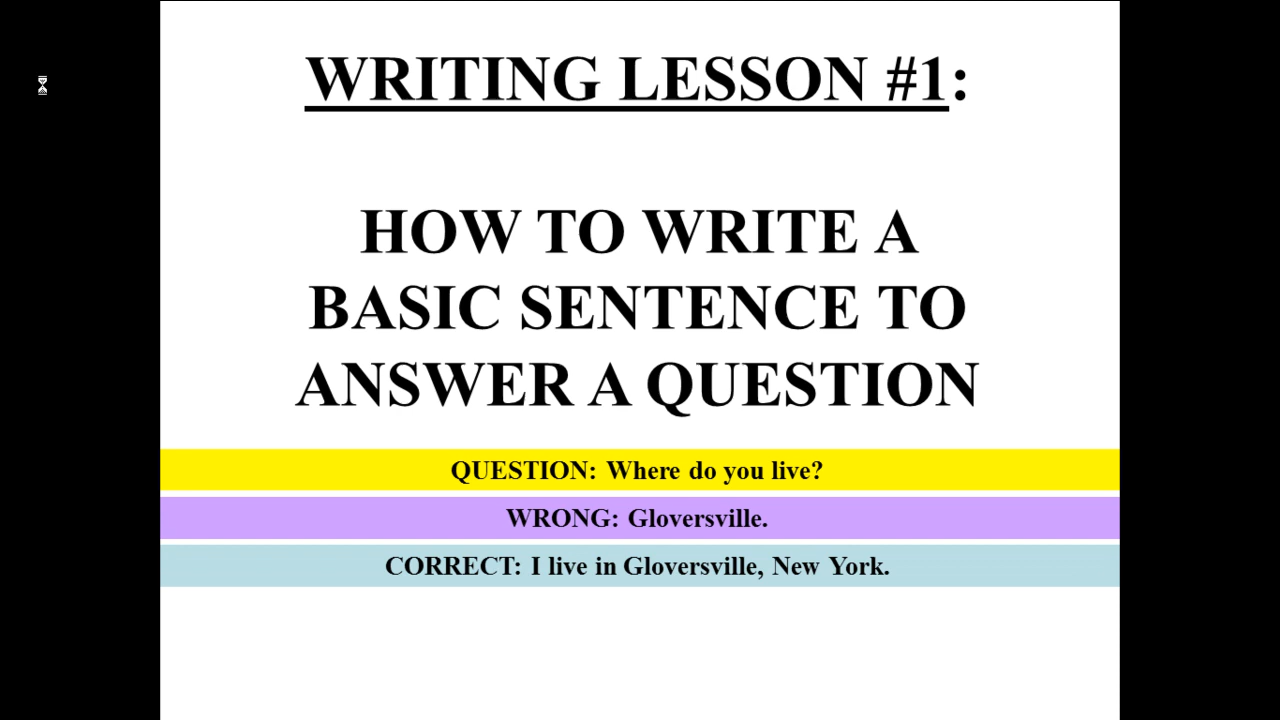 WRITING LESSON #1:
HOW TO WRITE A
BASIC SENTENCE TO
ANSWER A QUESTION
QUESTION: Where do you live?
WRONG: Gloversville.
CORRECT: I live in Gloversville, New York.